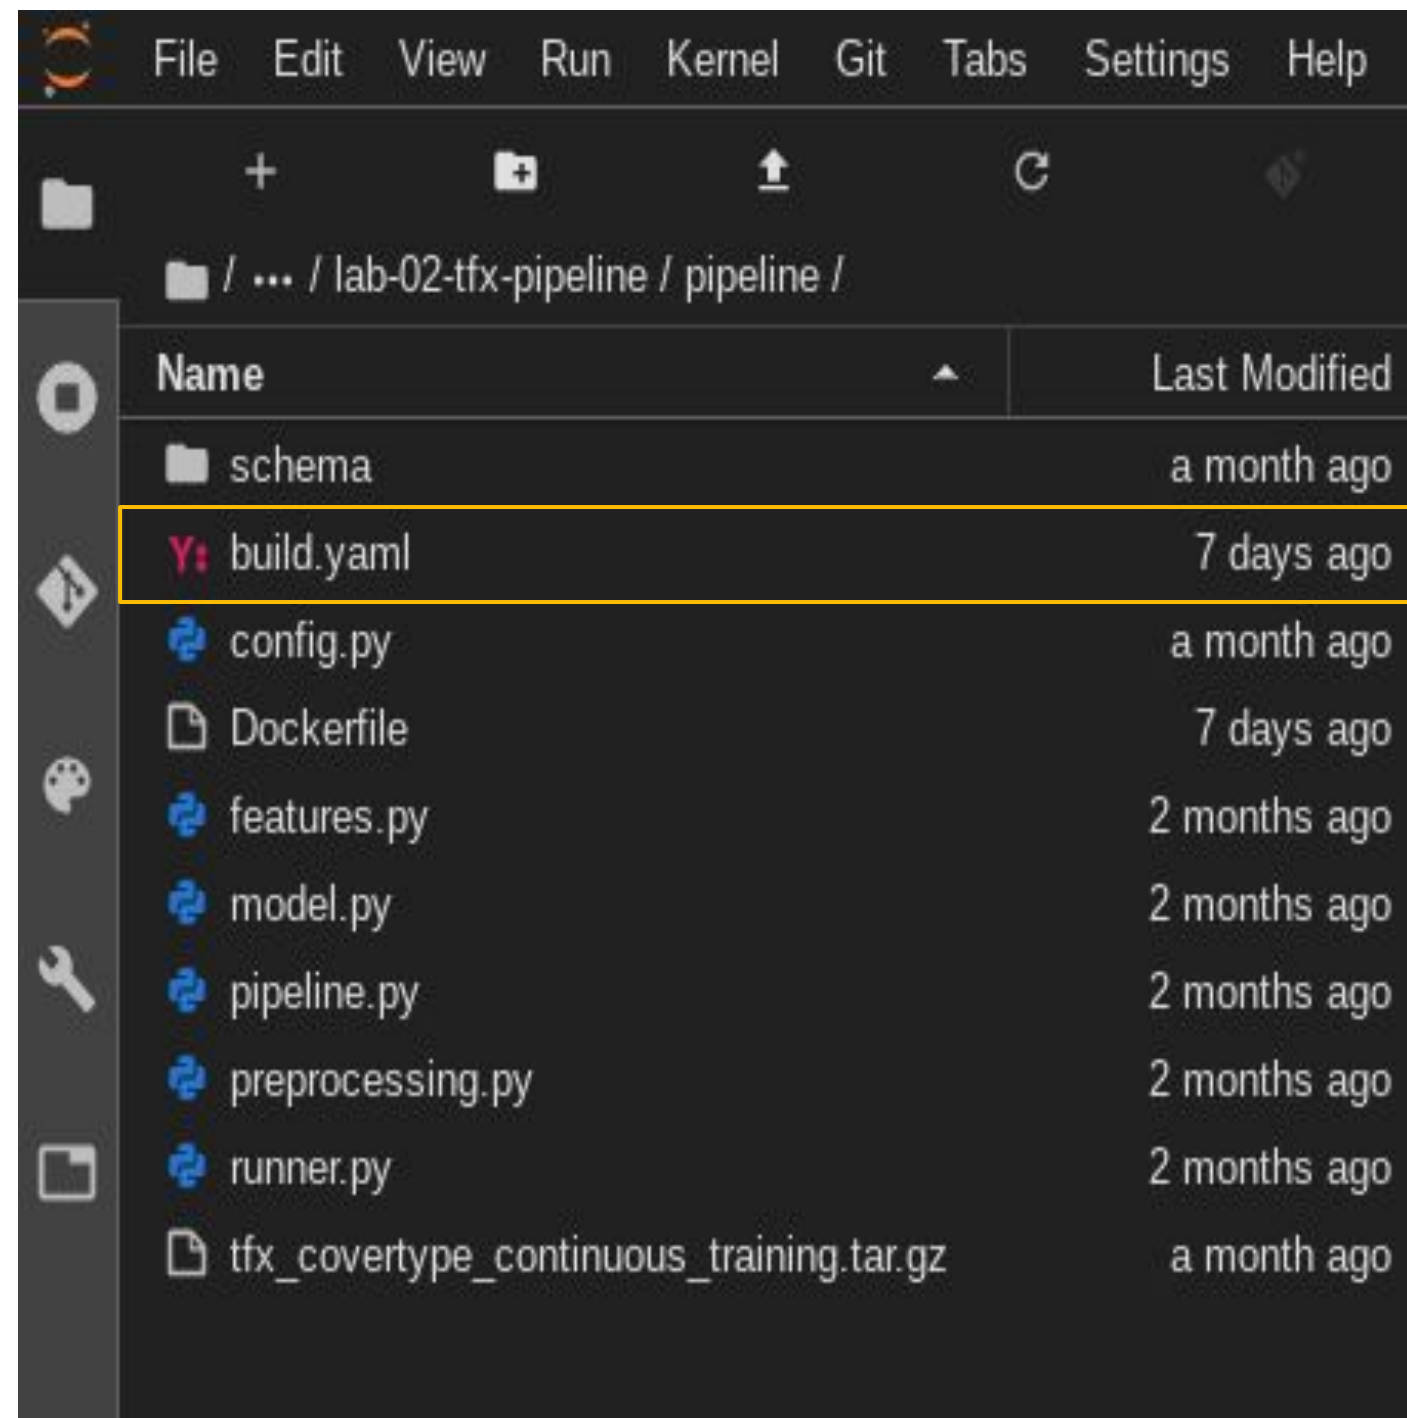 File Edit View Run Kernel Git Tabs Settings Help
/ ... / lab-02-tfx-pipeline / pipeline /
Name Last Modified
schema a month ago
build.yaml 7 days ago
config.py a month ago
Dockerfile 7 days ago
features.py 2 months ago
model.py 2 months ago
pipeline.py 2 months ago
preprocessing.py 2 months ago
runner.py 2 months ago
tfx_covertype_continuous_training.tar.gz a month ago